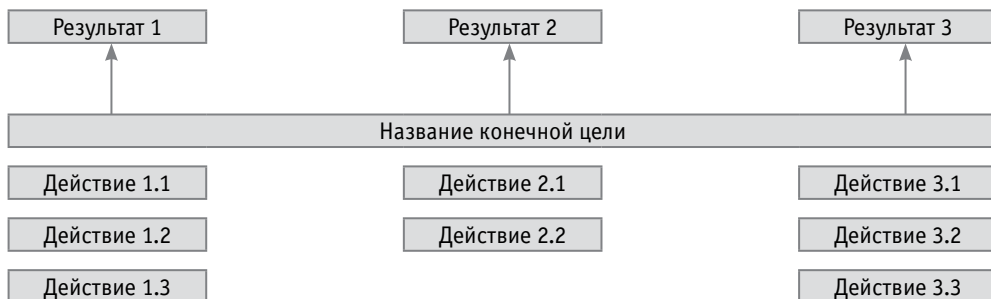 Результат 1 Результат 2 Результат 3
Название конечной цели
Действие 1.1 Действие 2.1 Действие 3.1
Действие 1.2 Действие 2.2 Действие 3.2
Действие 1.3 Действие 3.3